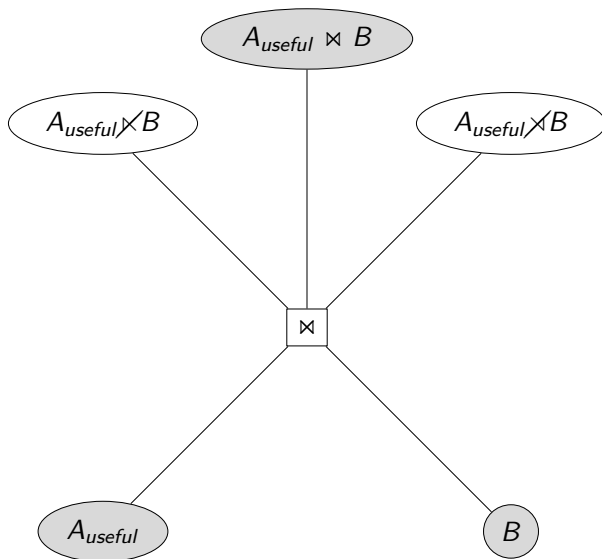 A_useful ⋈ B
A_useful ⋉̸ B
A_useful ⋊̸ B
⋈
A_useful
B